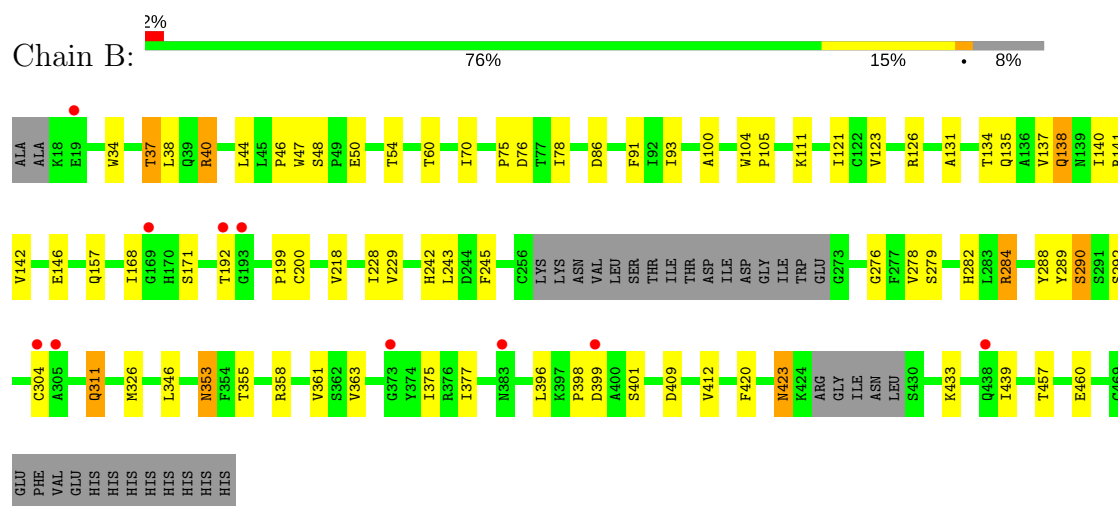 2%
Chain B:
76% 15% • 8%
ALA ALA K18 E19 W34 T37 L38 Q39 R40 L44 L45 P46 W47 S48 P49 E50 T54 T60 I70 P75 D76 T77 I78 D86 F91 I92 I93 A100 W104 P105 K111 I121 C122 V123 R126 A131 T134 Q135 A136 V137 Q138 N139 I140
V142 E146 Q157 I168 G169 H170 S171 T192 G193 P199 C200 V218 I228 V229 H242 L243 D244 F245 C256 LYS LYS ASN VAL LEU SER THR ILE THR ASP ILE ASP GLY ILE TRP GLU G273 G276 F277 V278 S279 H282 L283 R284 Y288 Y289 S290 S291 S292
C304 A305 Q311 M326 L346 N353 F354 T355 R358 V361 S362 V363 G373 Y374 I375 R376 I377 N383 L396 K397 P398 D399 A400 S401 D409 V412 F420 N423 K424 ARG GLY ILE ASN LEU S430 K433 Q438 I439 T457 E460
GLU PHE VAL GLU HIS HIS HIS HIS HIS HIS HIS HIS